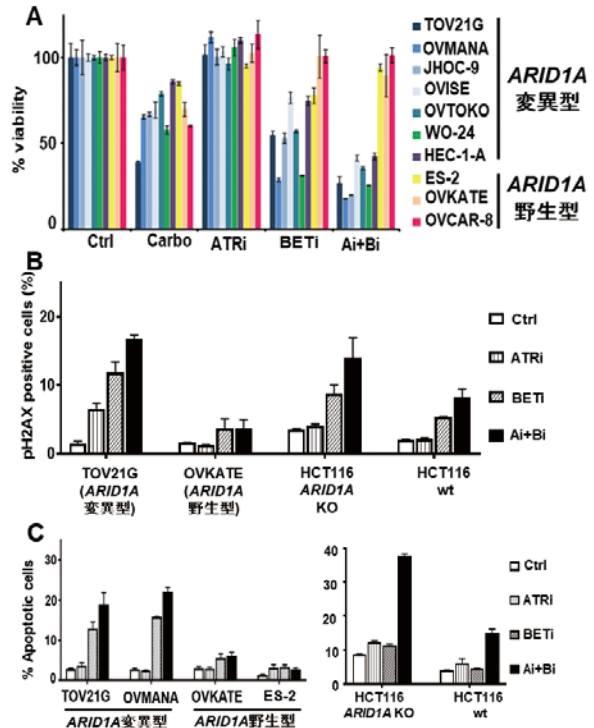 A
% viability
100
50
0
Ctrl Carbo ATRi BETi Ai+Bi
TOV21G
OVMANA
JHOC-9
OVISE
OVTOKO
WO-24
HEC-1-A
ES-2
OVKATE
OVCAR-8
ARID1A
変異型
ARID1A
野生型
B
pH2AX positive cells (%)
20
10
0
TOV21G
(ARID1A
変異型)
OVKATE
(ARID1A
野生型)
HCT116
ARID1A
KO
HCT116
wt
Ctrl
ATRi
BETi
Ai+Bi
C
% Apoptotic cells
30
20
10
0
TOV21G OVMANA OVKATE ES-2
ARID1A変異型 ARID1A野生型
40
30
20
10
0
HCT116
ARID1A KO
HCT116
wt
Ctrl
ATRi
BETi
Ai+Bi